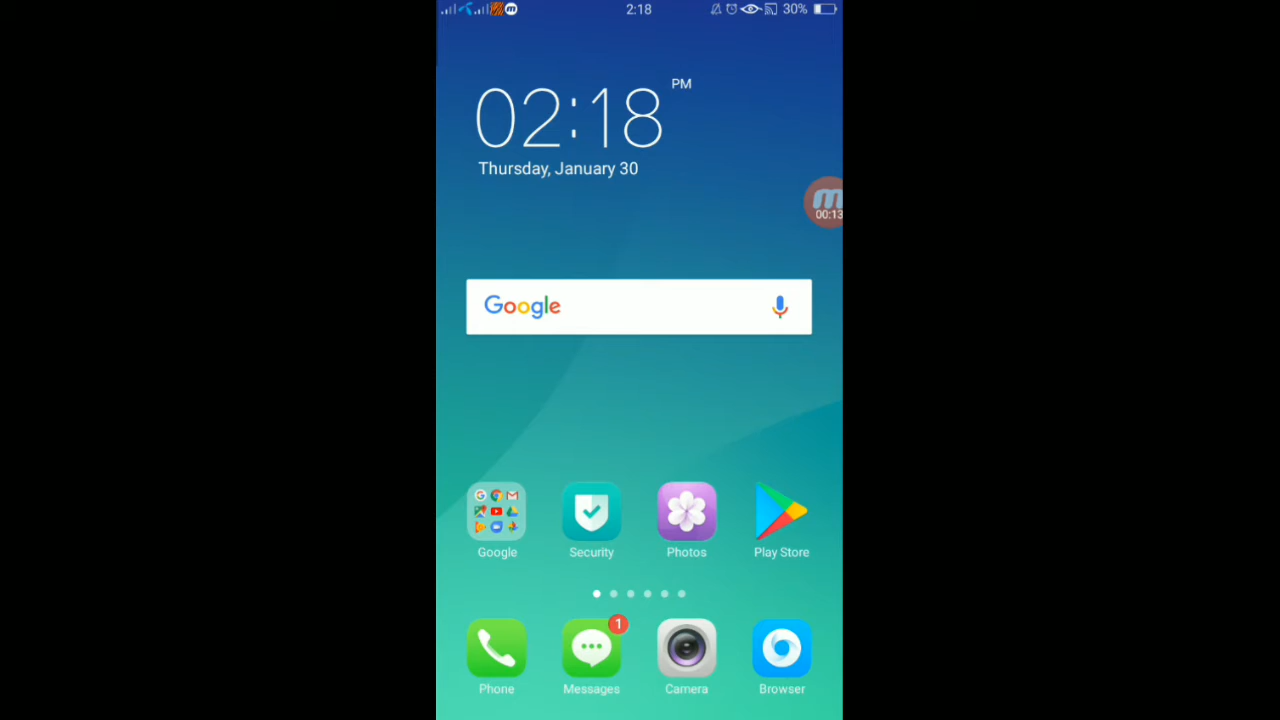 2:18
30%
02:18 PM
Thursday, January 30
m
00:13
Google
Google
Security
Photos
Play Store
1
Phone
Messages
Camera
Browser